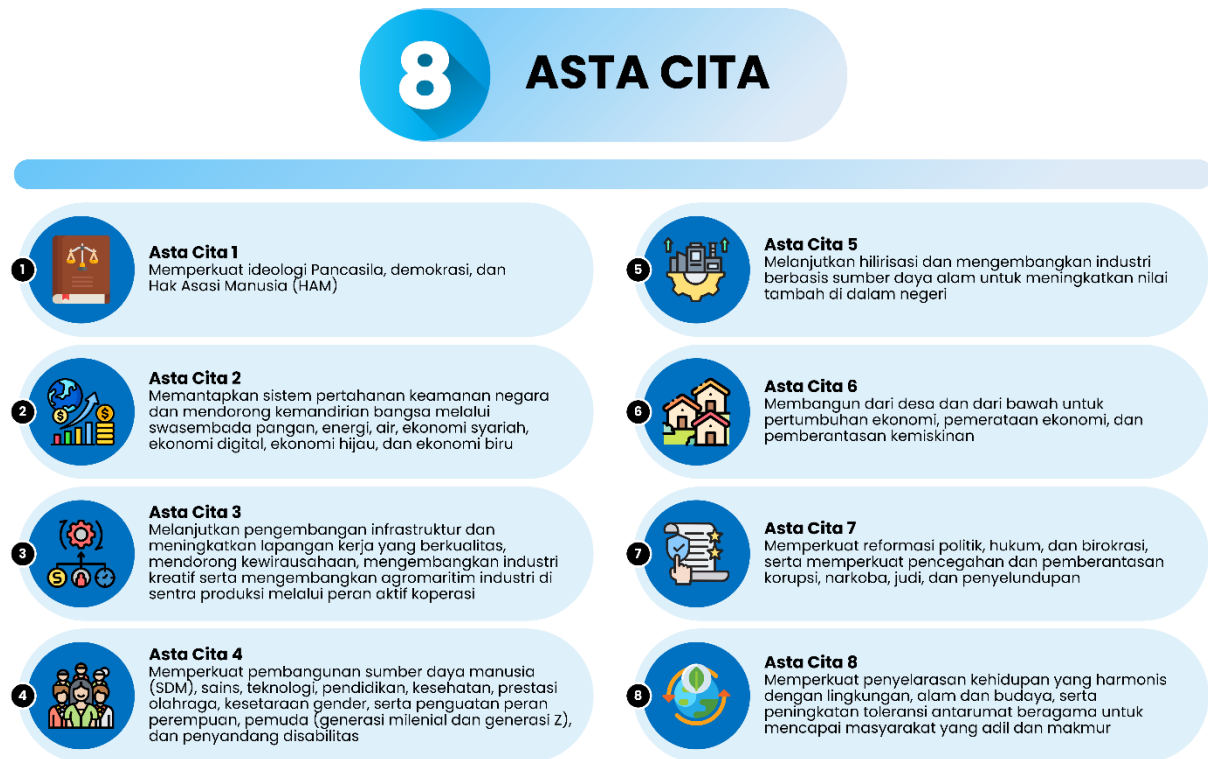 8
ASTA CITA
1
Asta Cita 1
Memperkuat ideologi Pancasila, demokrasi, dan
Hak Asasi Manusia (HAM)
2
Asta Cita 2
Memantapkan sistem pertahanan keamanan negara
dan mendorong kemandirian bangsa melalui
swasembada pangan, energi, air, ekonomi syariah,
ekonomi digital, ekonomi hijau, dan ekonomi biru
3
Asta Cita 3
Melanjutkan pengembangan infrastruktur dan
meningkatkan lapangan kerja yang berkualitas,
mendorong kewirausahaan, mengembangkan industri
kreatif serta mengembangkan agromaritim industri di
sentra produksi melalui peran aktif koperasi
4
Asta Cita 4
Memperkuat pembangunan sumber daya manusia
(SDM), sains, teknologi, pendidikan, kesehatan, prestasi
olahraga, kesetaraan gender, serta penguatan peran
perempuan, pemuda (generasi milenial dan generasi Z),
dan penyandang disabilitas
5
Asta Cita 5
Melanjutkan hilirisasi dan mengembangkan industri
berbasis sumber daya alam untuk meningkatkan nilai
tambah di dalam negeri
6
Asta Cita 6
Membangun dari desa dan dari bawah untuk
pertumbuhan ekonomi, pemerataan ekonomi, dan
pemberantasan kemiskinan
7
Asta Cita 7
Memperkuat reformasi politik, hukum, dan birokrasi,
serta memperkuat pencegahan dan pemberantasan
korupsi, narkoba, judi, dan penyelundupan
8
Asta Cita 8
Memperkuat penyelarasan kehidupan yang harmonis
dengan lingkungan, alam dan budaya, serta
peningkatan toleransi antarumat beragama untuk
mencapai masyarakat yang adil dan makmur